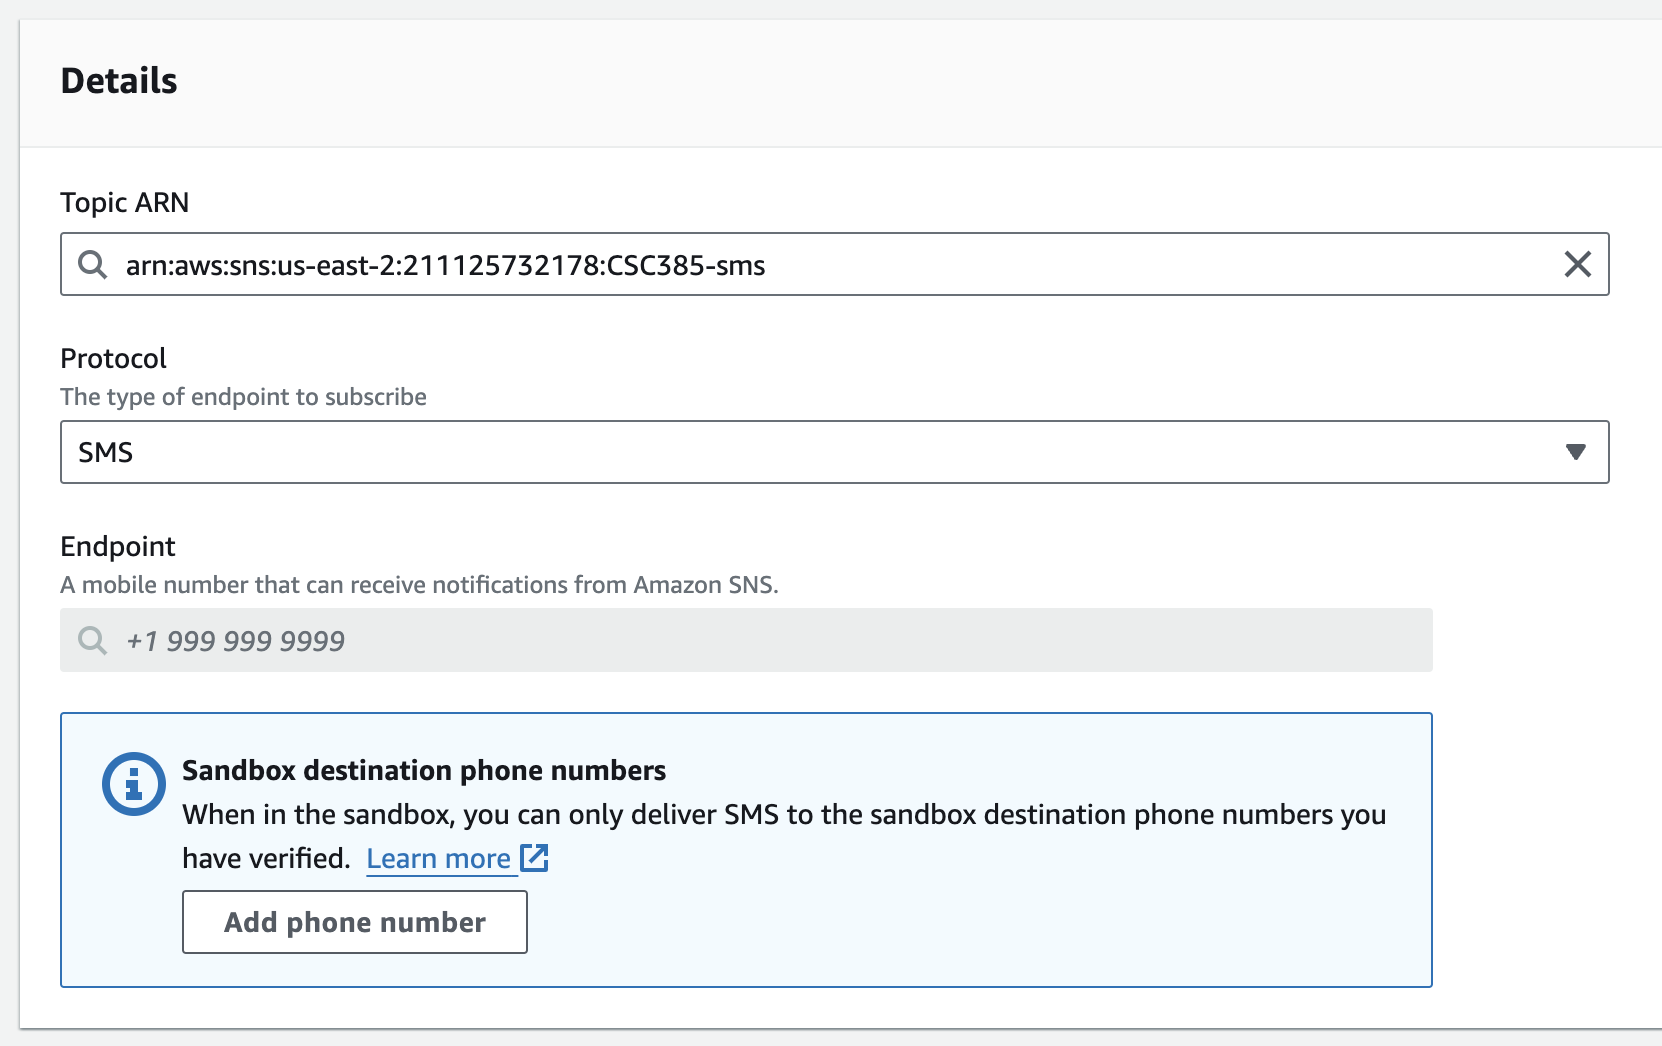 Details
Topic ARN
arn:aws:sns:us-east-2:211125732178:CSC385-sms
Protocol
The type of endpoint to subscribe
SMS
Endpoint
A mobile number that can receive notifications from Amazon SNS.
+1 999 999 9999
Sandbox destination phone numbers
When in the sandbox, you can only deliver SMS to the sandbox destination phone numbers you
have verified. Learn more
Add phone number